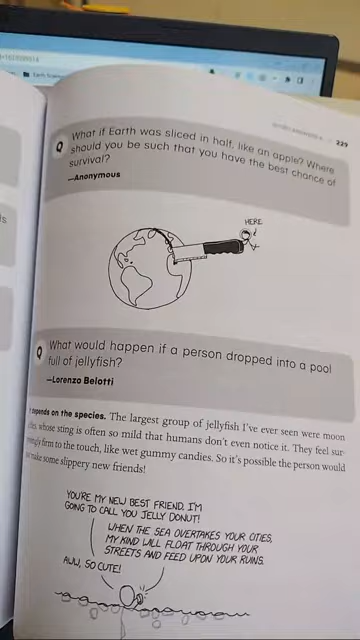 229
Q What if Earth was sliced in half, like an apple? Where
should you be such that you have the best chance of
survival?
—Anonymous
HERE
Q What would happen if a person dropped into a pool
full of jellyfish?
—Lorenzo Belotti
depends on the species. The largest group of jellyfish I've ever seen were moon
whose sting is often so mild that humans don't even notice it. They feel sur-
firm to the touch, like wet gummy candies. So it's possible the person would
make some slippery new friends!
YOU'RE MY NEW BEST FRIEND. I'M
GOING TO CALL YOU JELLY DONUT!
WHEN THE SEA OVERTAKES YOUR CITIES,
MY KIND WILL FLOAT THROUGH YOUR
STREETS AND FEED UPON YOUR RUINS.
AWW, SO CUTE!